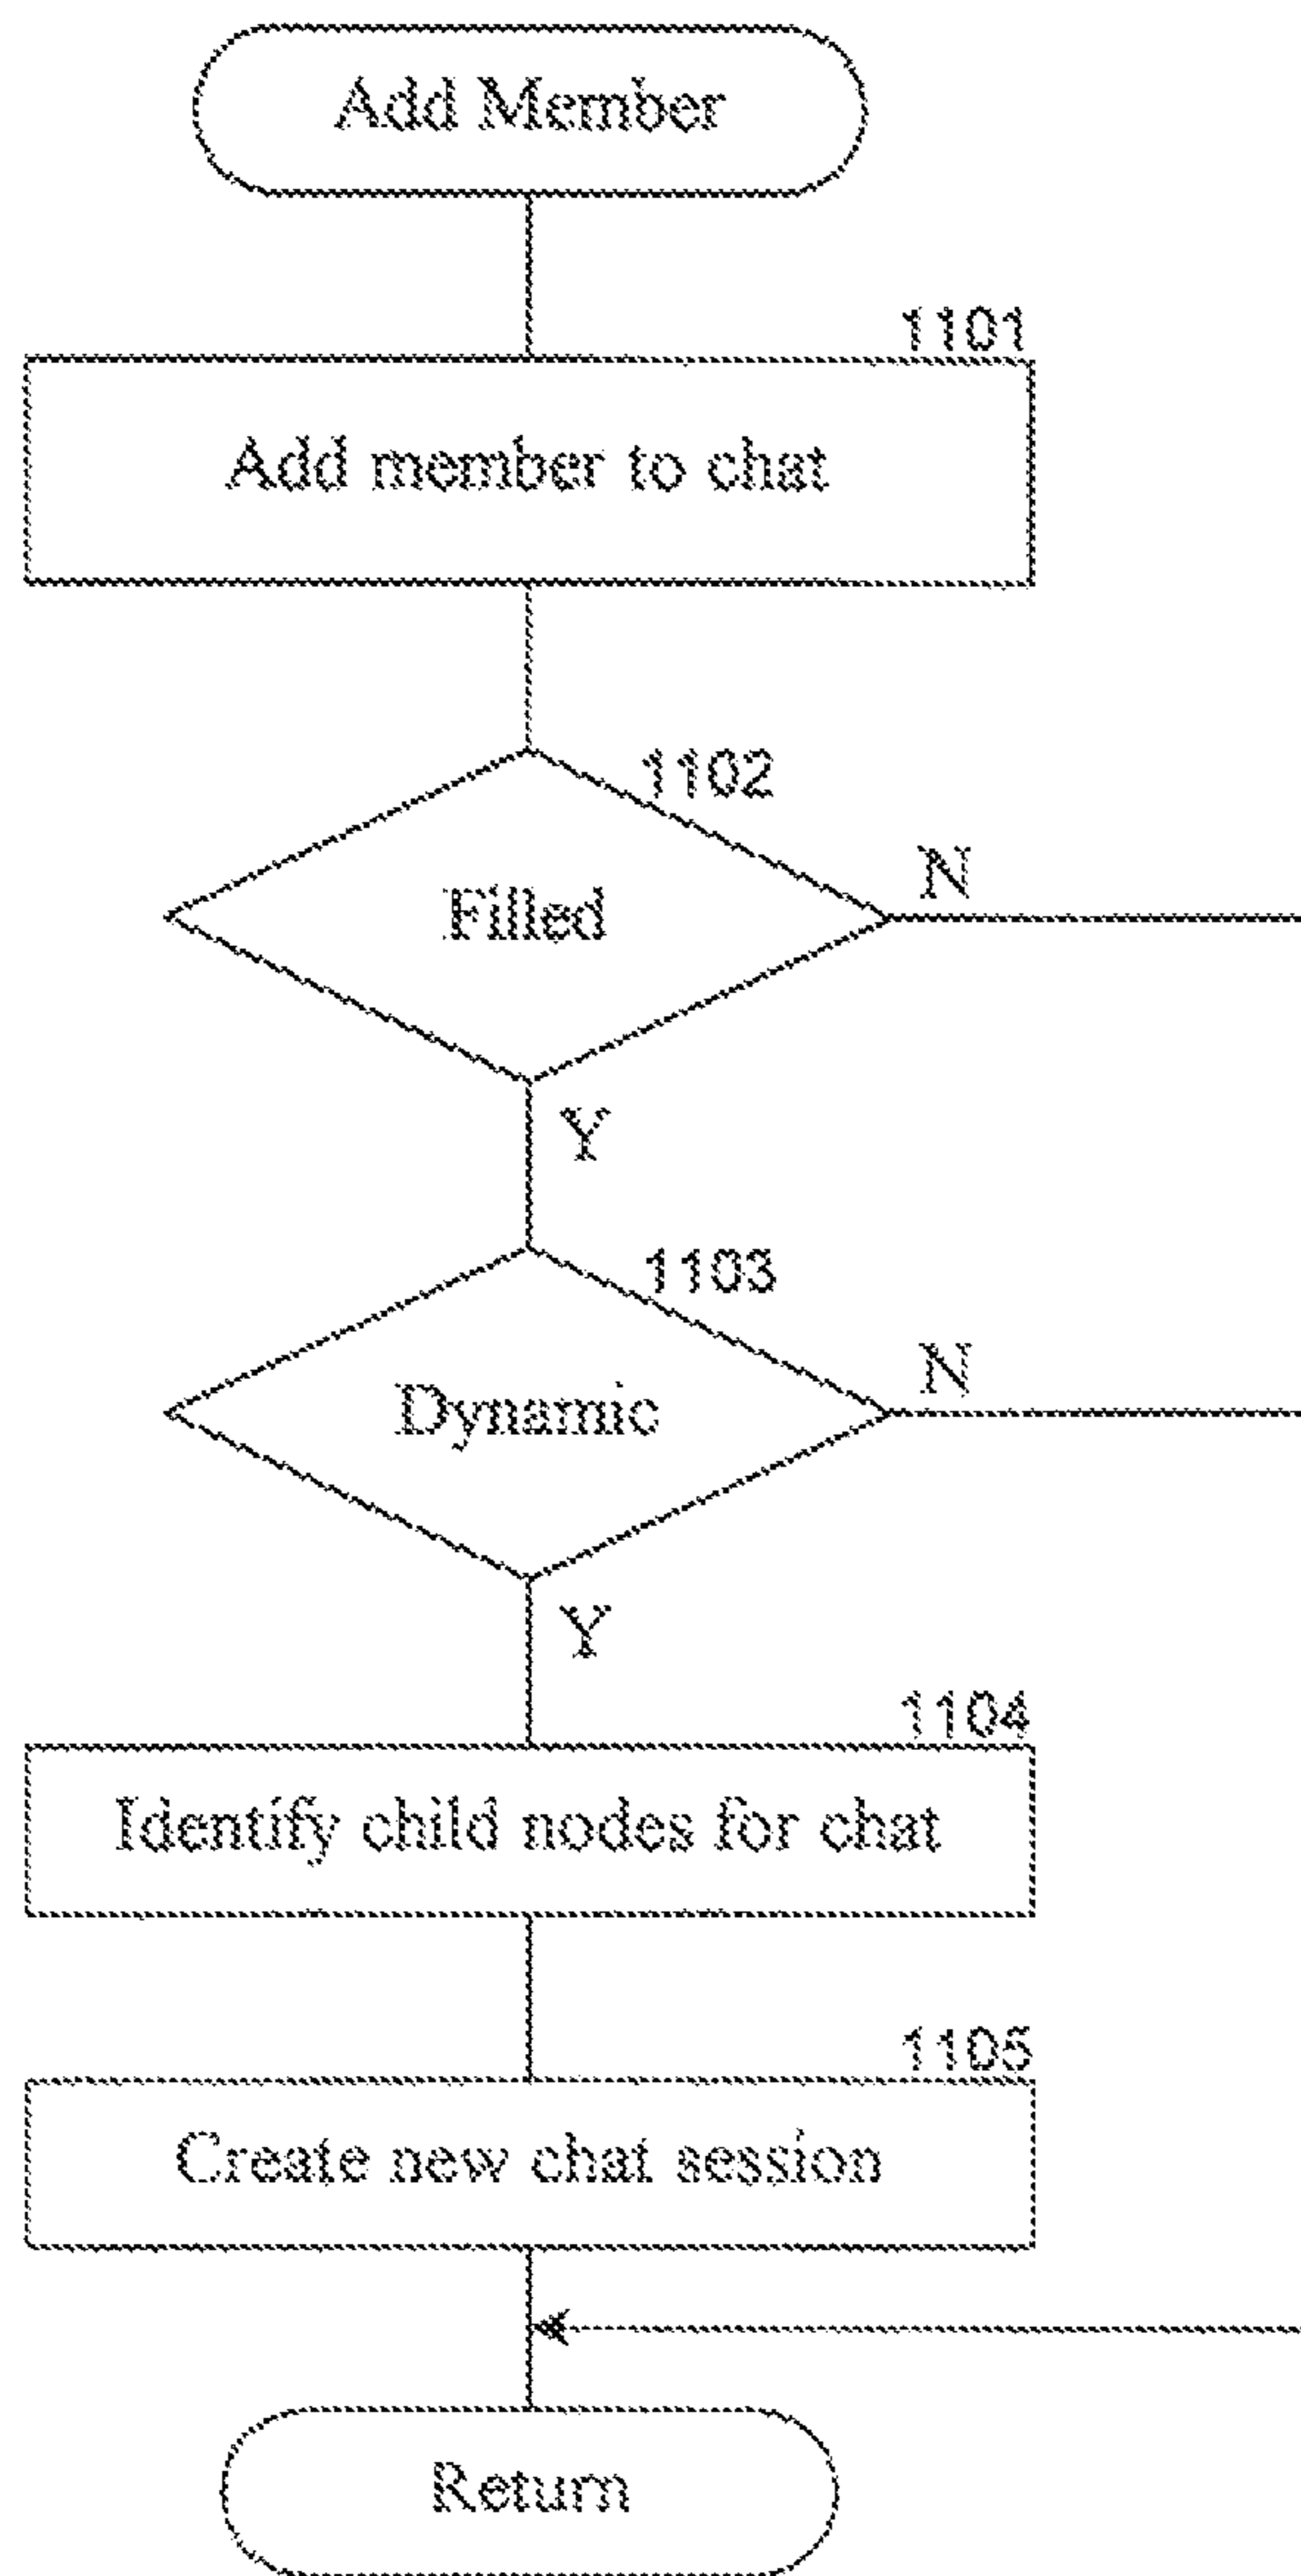 Add Member
1101
Add member to chat
1102
Filled
N
Y
1103
Dynamic
N
Y
1104
Identify child nodes for chat
1105
Create new chat session
Return